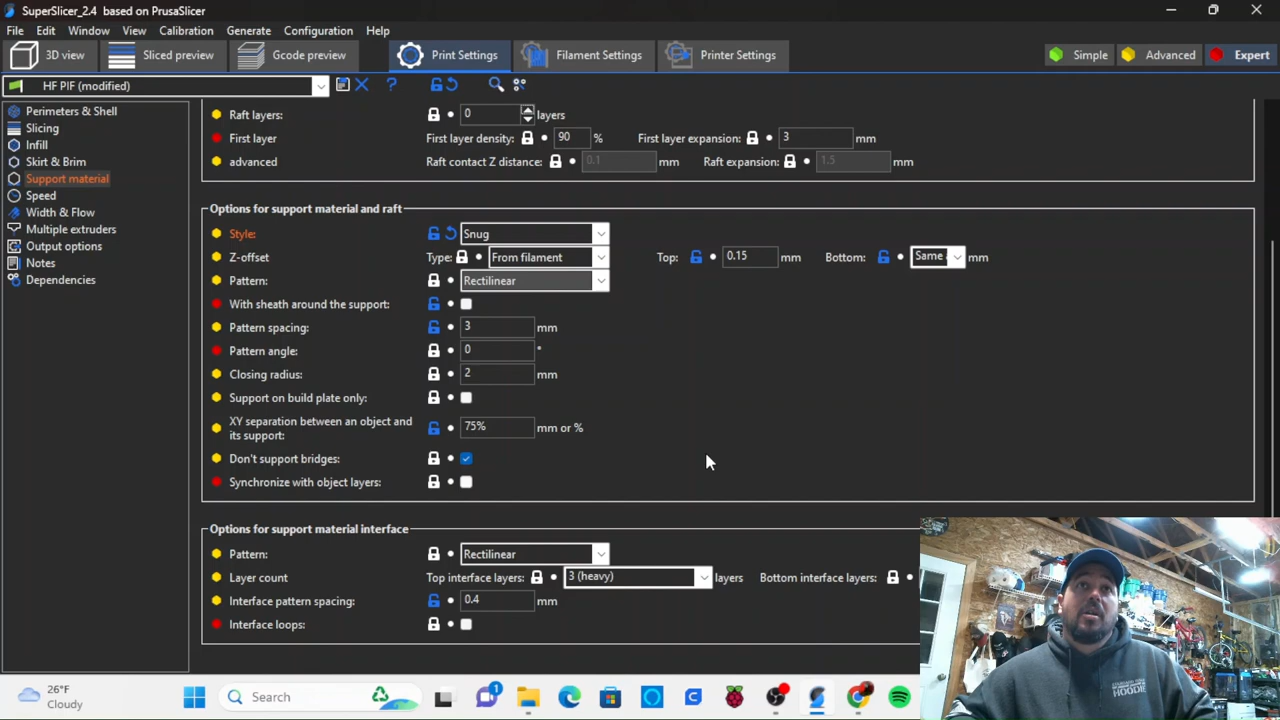 SuperSlicer_2.4 based on PrusaSlicer
File Edit Window View Calibration Generate Configuration Help
3D view Sliced preview Gcode preview Print Settings Filament Settings Printer Settings Simple Advanced Expert
HF PIF (modified)
Perimeters & Shell
Slicing
Infill
Skirt & Brim
Support material
Speed
Width & Flow
Multiple extruders
Output options
Notes
Dependencies
Raft layers: 0 layers
First layer First layer density: 90 % First layer expansion: 3 mm
advanced Raft contact Z distance: 0.1 mm Raft expansion: 1.5 mm
Options for support material and raft
Style: Snug
Z-offset Type: From filament Top: 0.15 mm Bottom: Same mm
Pattern: Rectilinear
With sheath around the support:
Pattern spacing: 3 mm
Pattern angle: 0 °
Closing radius: 2 mm
Support on build plate only:
XY separation between an object and
its support: 75% mm or %
Don't support bridges:
Synchronize with object layers:
Options for support material interface
Pattern: Rectilinear
Layer count Top interface layers: 3 (heavy) layers Bottom interface layers:
Interface pattern spacing: 0.4 mm
Interface loops:
HOODIE
26°F
Cloudy
Search
1